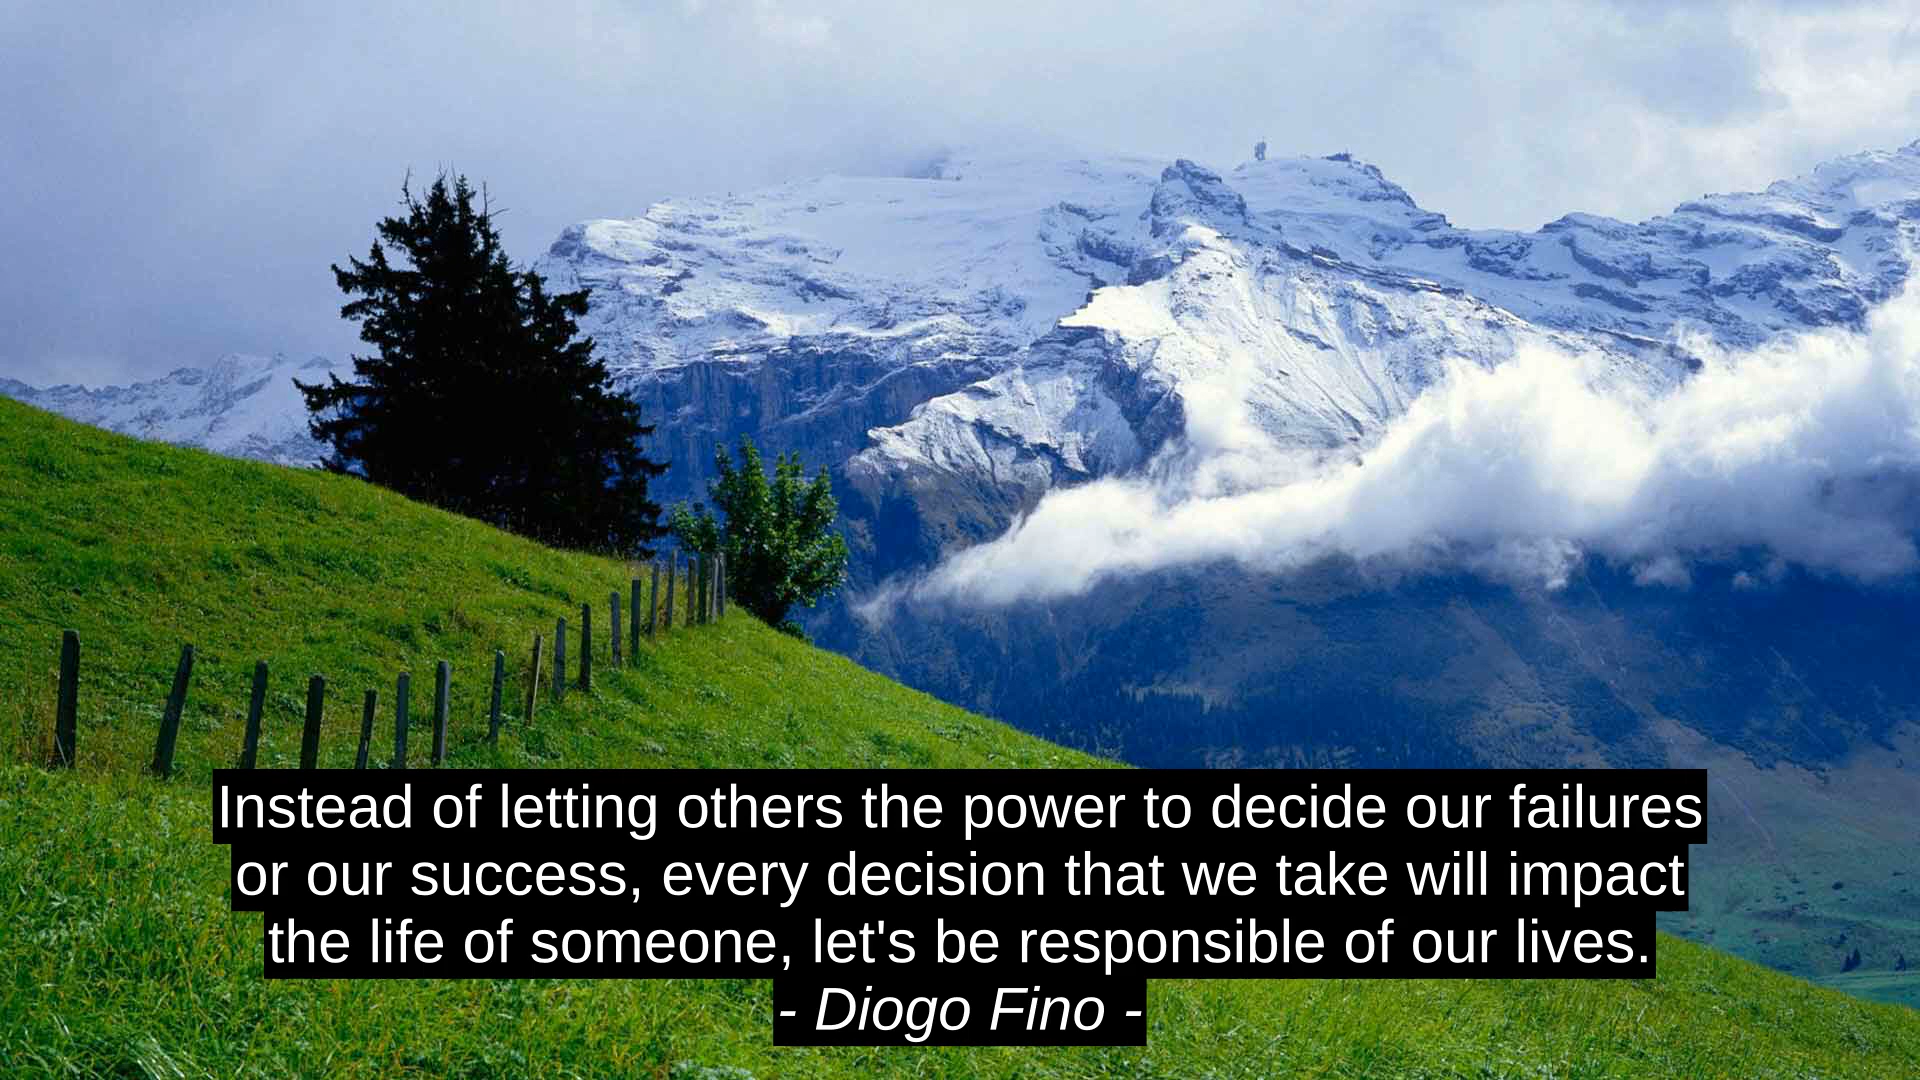 Instead of letting others the power to decide our failures
or our success, every decision that we take will impact
the life of someone, let's be responsible of our lives.
- Diogo Fino -